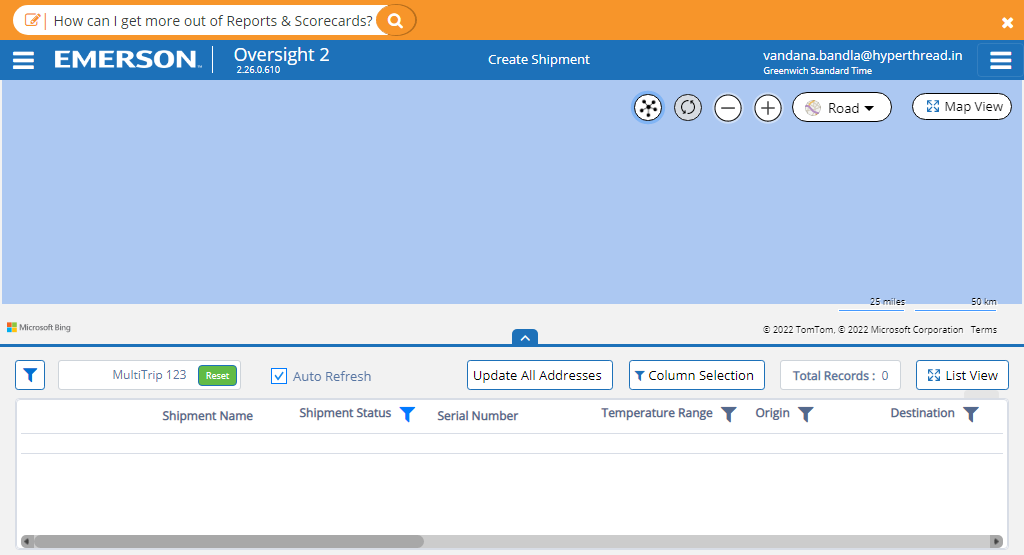 How can I get more out of Reports & Scorecards?
EMERSON™ Oversight 2 Create Shipment vandana.bandla@hyperthread.in
2.26.0.610 Greenwich Standard Time
Road Map View
25 miles 50 km
Microsoft Bing © 2022 TomTom, © 2022 Microsoft Corporation Terms
MultiTrip 123 Reset Auto Refresh Update All Addresses Column Selection Total Records : 0 List View
Shipment Name Shipment Status Serial Number Temperature Range Origin Destination